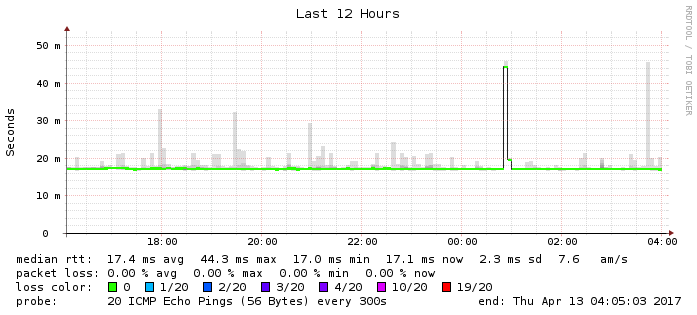 Last 12 Hours
RRDTOOL / TOBI OETIKER
Seconds
50 m
40 m
30 m
20 m
10 m
0
18:00 20:00 22:00 00:00 02:00 04:00
median rtt: 17.4 ms avg 44.3 ms max 17.0 ms min 17.1 ms now 2.3 ms sd 7.6 am/s
packet loss: 0.00 % avg 0.00 % max 0.00 % min 0.00 % now
loss color: 0 1/20 2/20 3/20 4/20 10/20 19/20
probe: 20 ICMP Echo Pings (56 Bytes) every 300s end: Thu Apr 13 04:05:03 2017